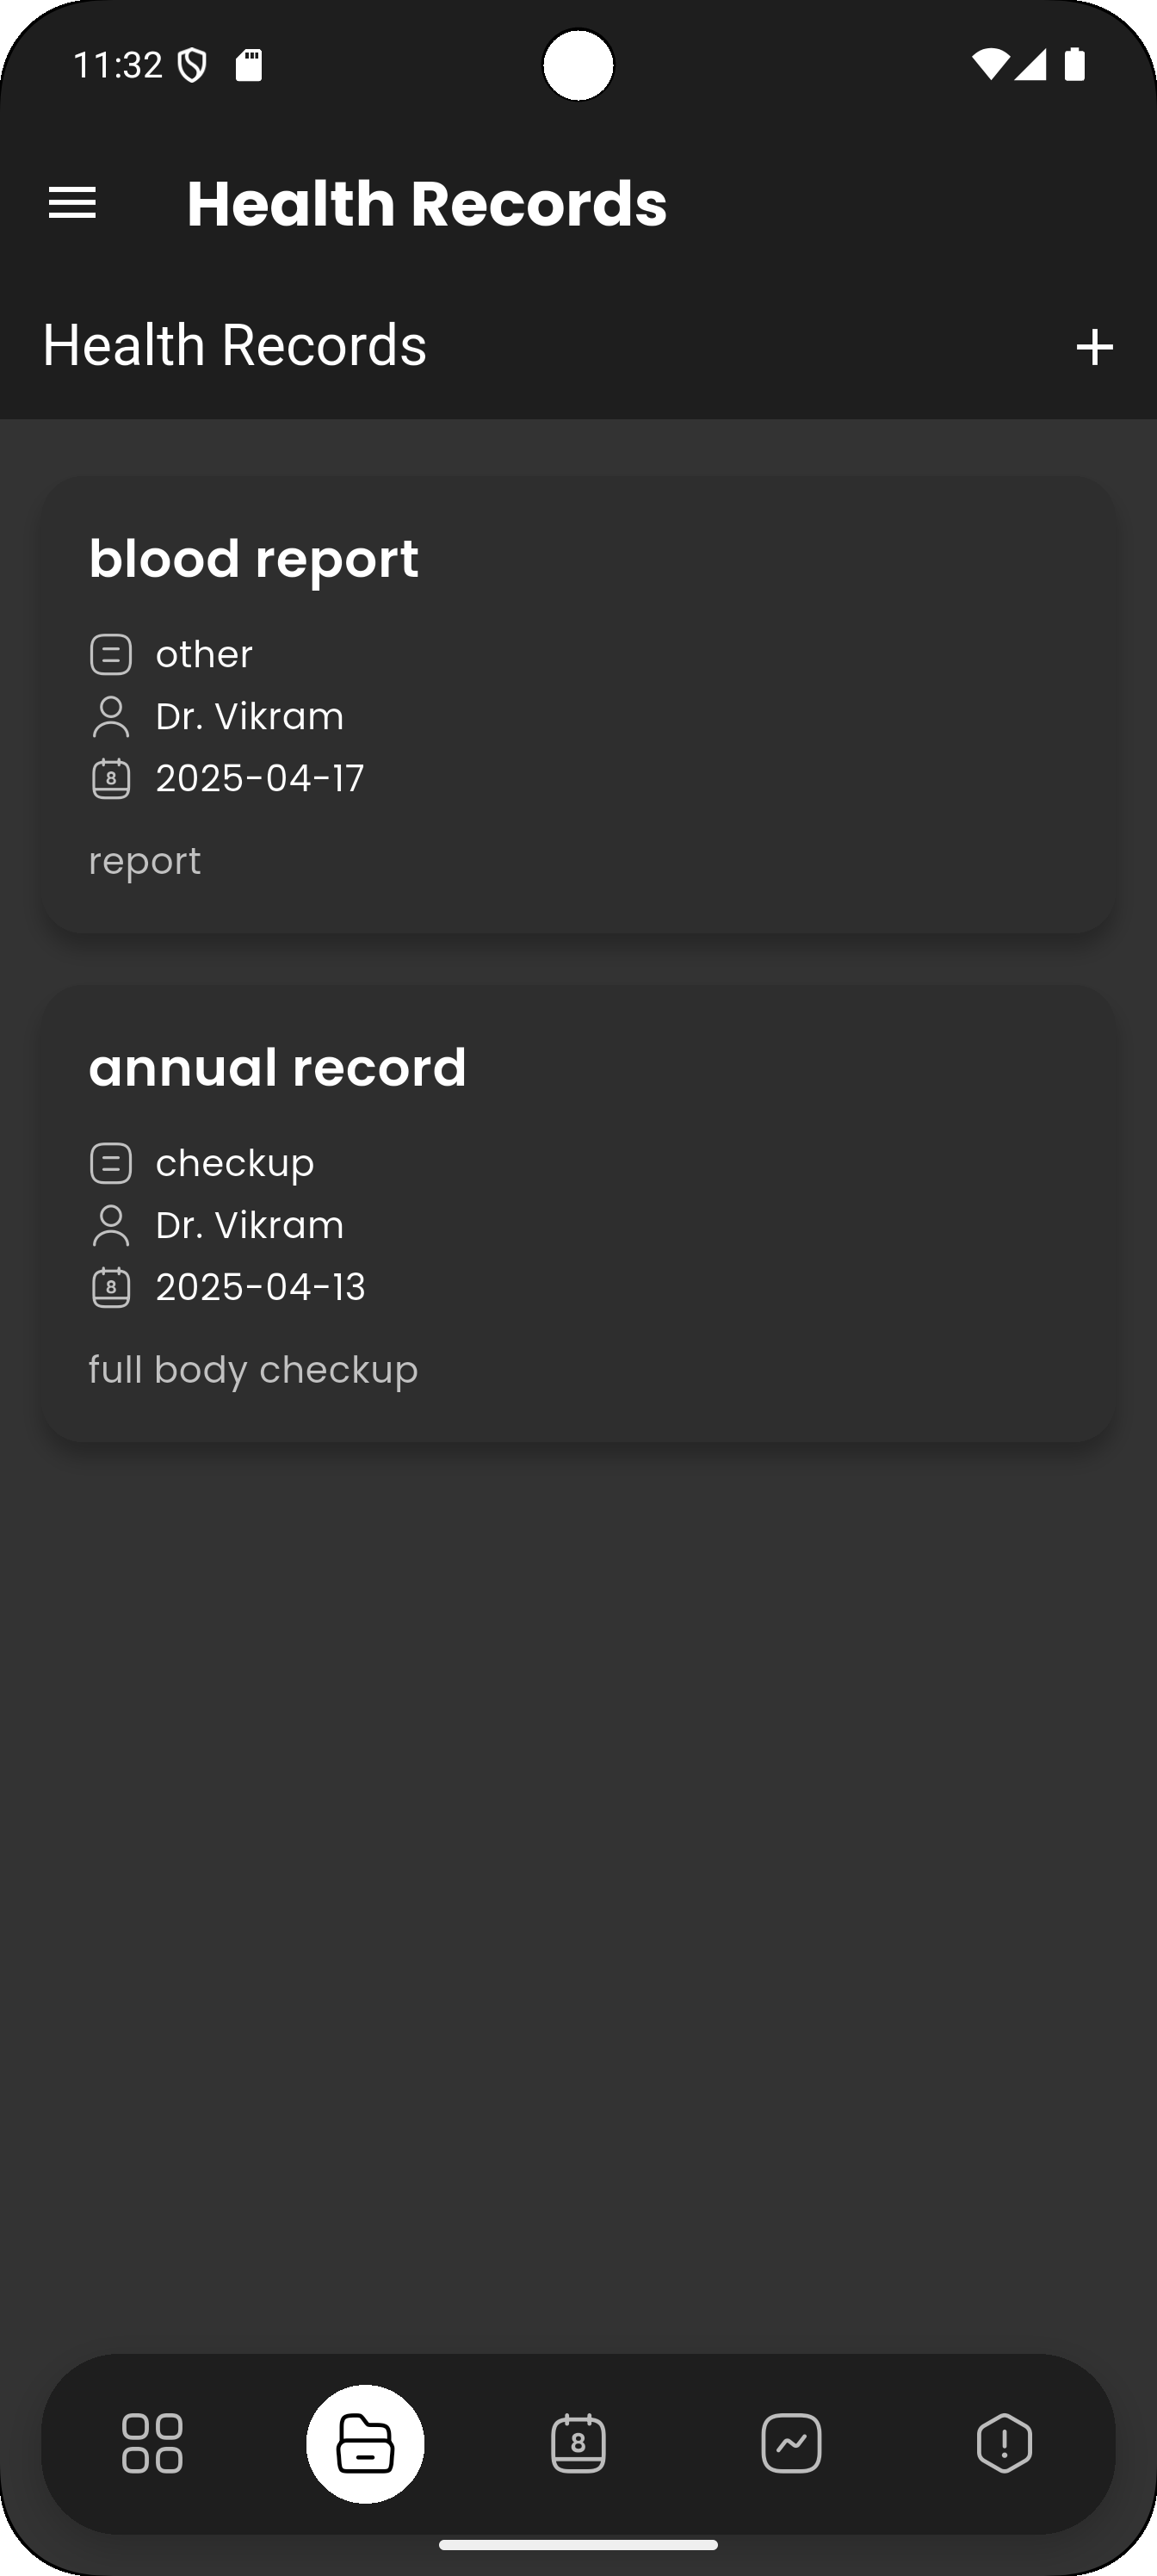 11:32
Health Records
Health Records
blood report
other
Dr. Vikram
8
2025-04-17
report
annual record
checkup
Dr. Vikram
8
2025-04-13
full body checkup
8